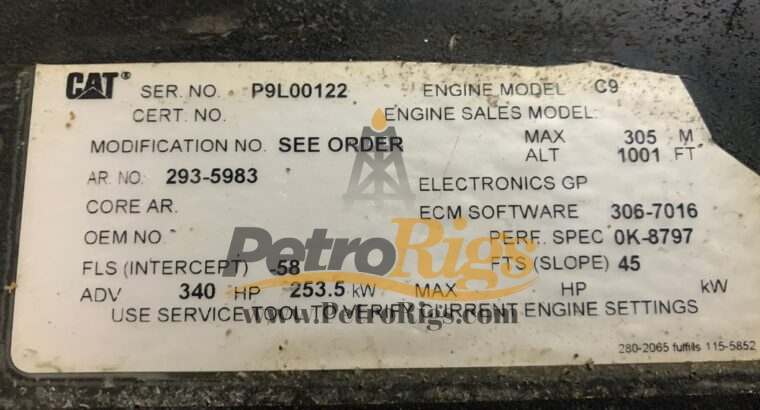 CAT® SER. NO. P9L00122 ENGINE MODEL C9
CERT. NO. ENGINE SALES MODEL:
MODIFICATION NO. SEE ORDER MAX ALT 305 M 1001 FT
AR. NO. 293-5983 ELECTRONICS GP
CORE AR. ECM SOFTWARE 306-7016
OEM NO. PERF. SPEC 0K-8797
PetroRigs
FLS (INTERCEPT) -58 FTS (SLOPE) 45
ADV 340 HP 253.5 kW MAX HP kW
www.PetroRigs.com
USE SERVICE TOOL TO VERIFY CURRENT ENGINE SETTINGS
280-2065 fulfills 115-5852